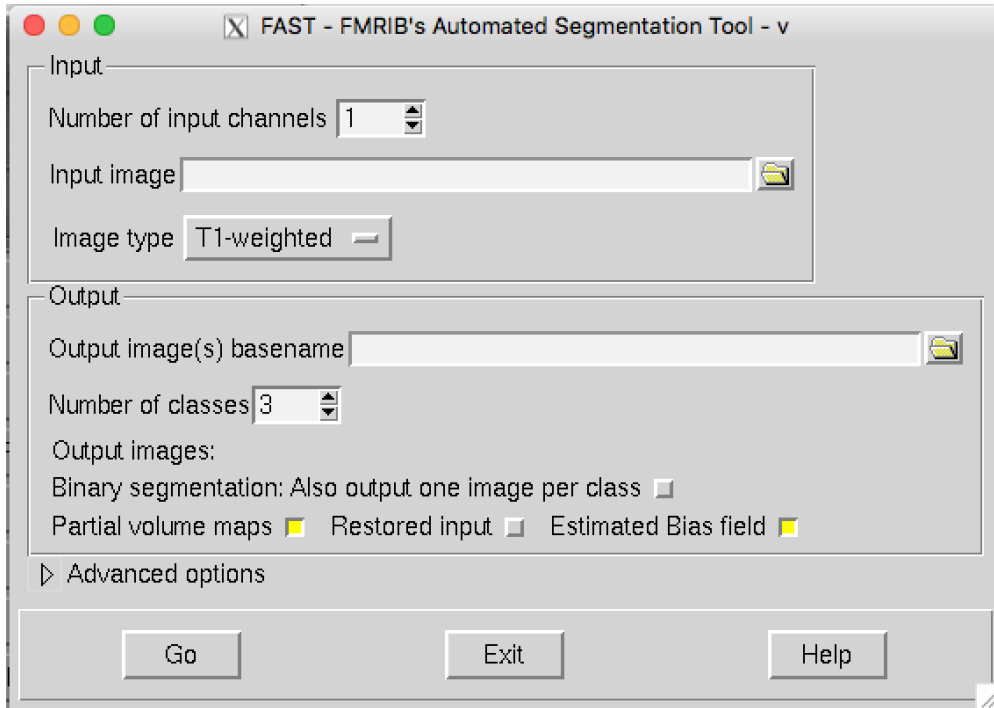 FAST - FMRIB's Automated Segmentation Tool - v
Input
Number of input channels 1
Input image
Image type T1-weighted
Output
Output image(s) basename
Number of classes 3
Output images:
Binary segmentation: Also output one image per class
Partial volume maps Restored input Estimated Bias field
Advanced options
Go Exit Help